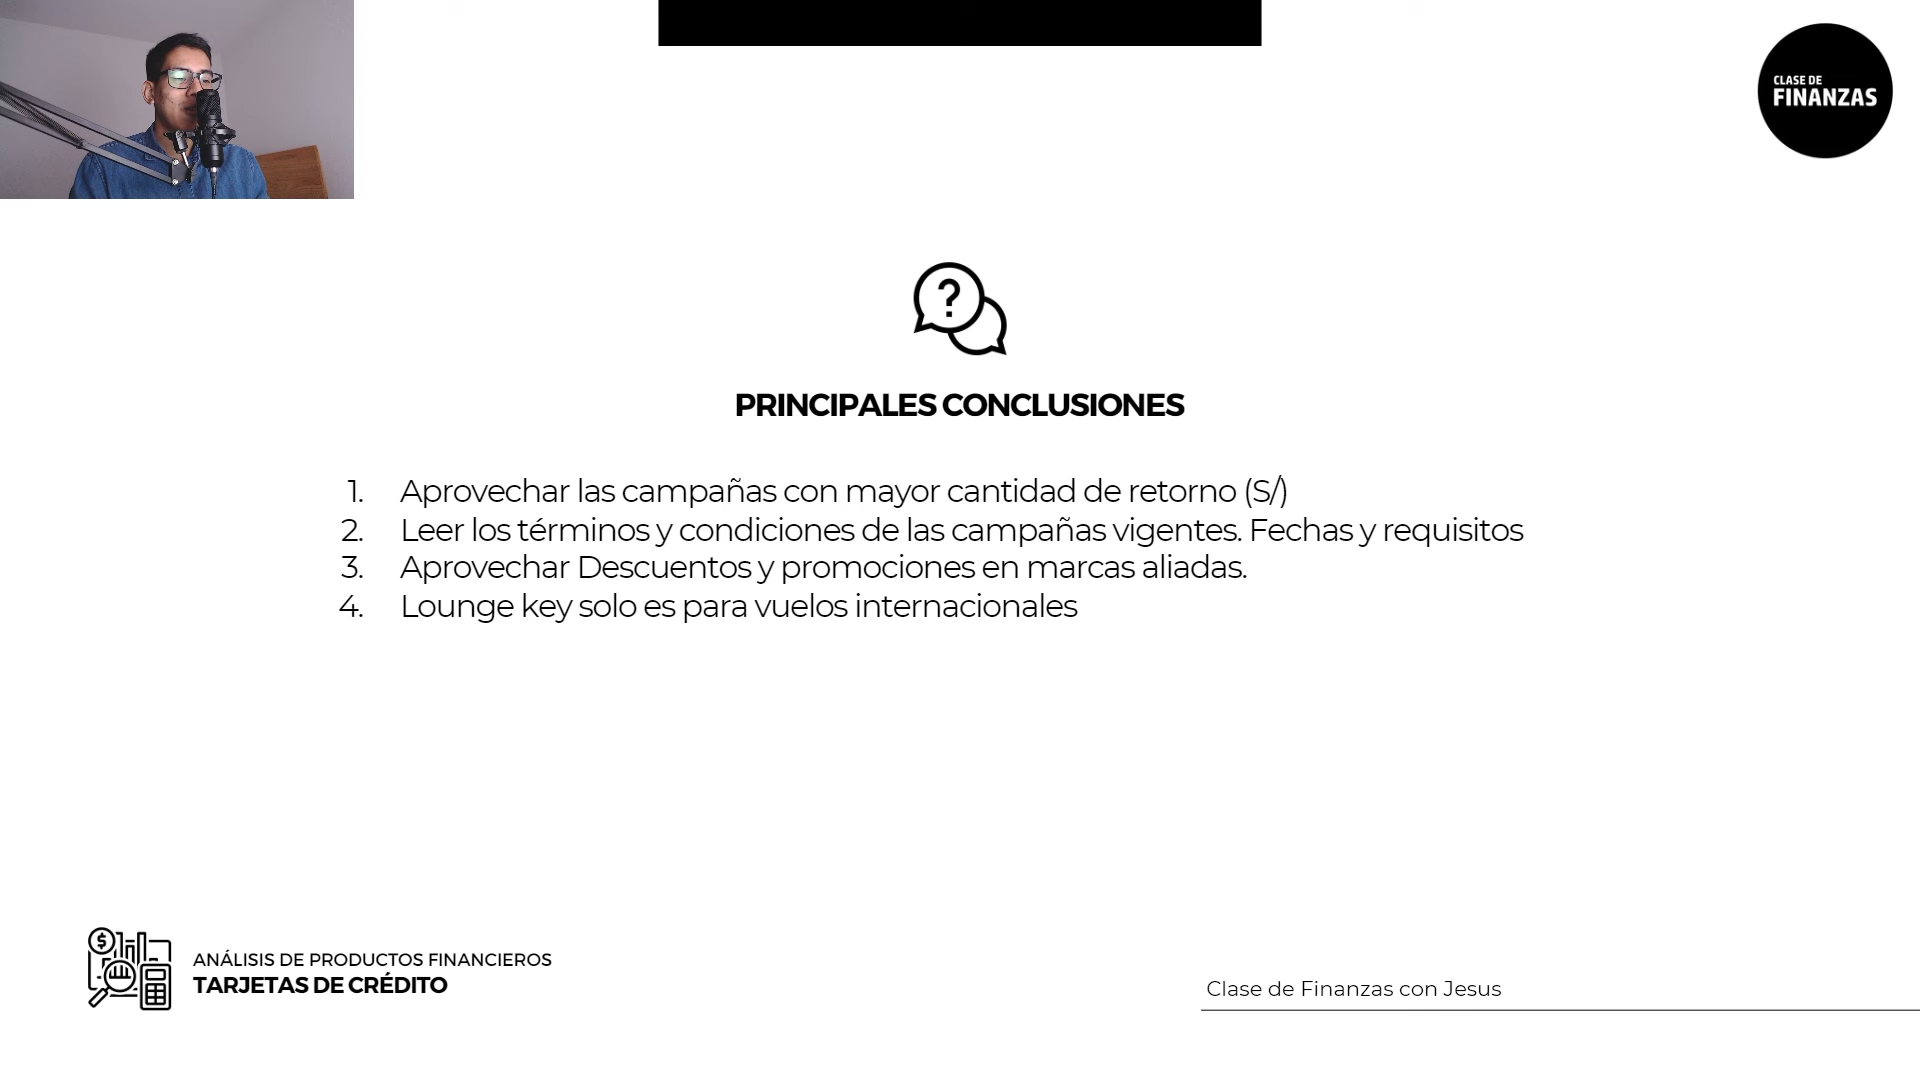 CLASE DE
FINANZAS
?
PRINCIPALES CONCLUSIONES
1. Aprovechar las campañas con mayor cantidad de retorno (S/)
2. Leer los términos y condiciones de las campañas vigentes. Fechas y requisitos
3. Aprovechar Descuentos y promociones en marcas aliadas.
4. Lounge key solo es para vuelos internacionales
$
ANÁLISIS DE PRODUCTOS FINANCIEROS
TARJETAS DE CRÉDITO
Clase de Finanzas con Jesus